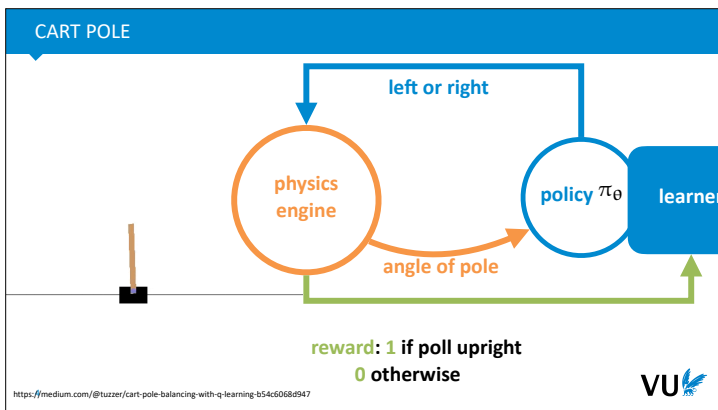 CART POLE
left or right
physics
engine
policy πθ
learner
angle of pole
reward: 1 if poll upright
0 otherwise
https://medium.com/@tuzzer/cart-pole-balancing-with-q-learning-b54c6068d947
VU